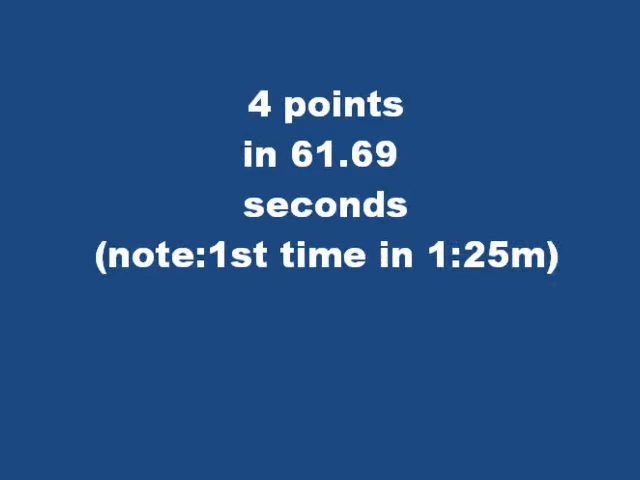 4 points
in 61.69
seconds
(note:1st time in 1:25m)